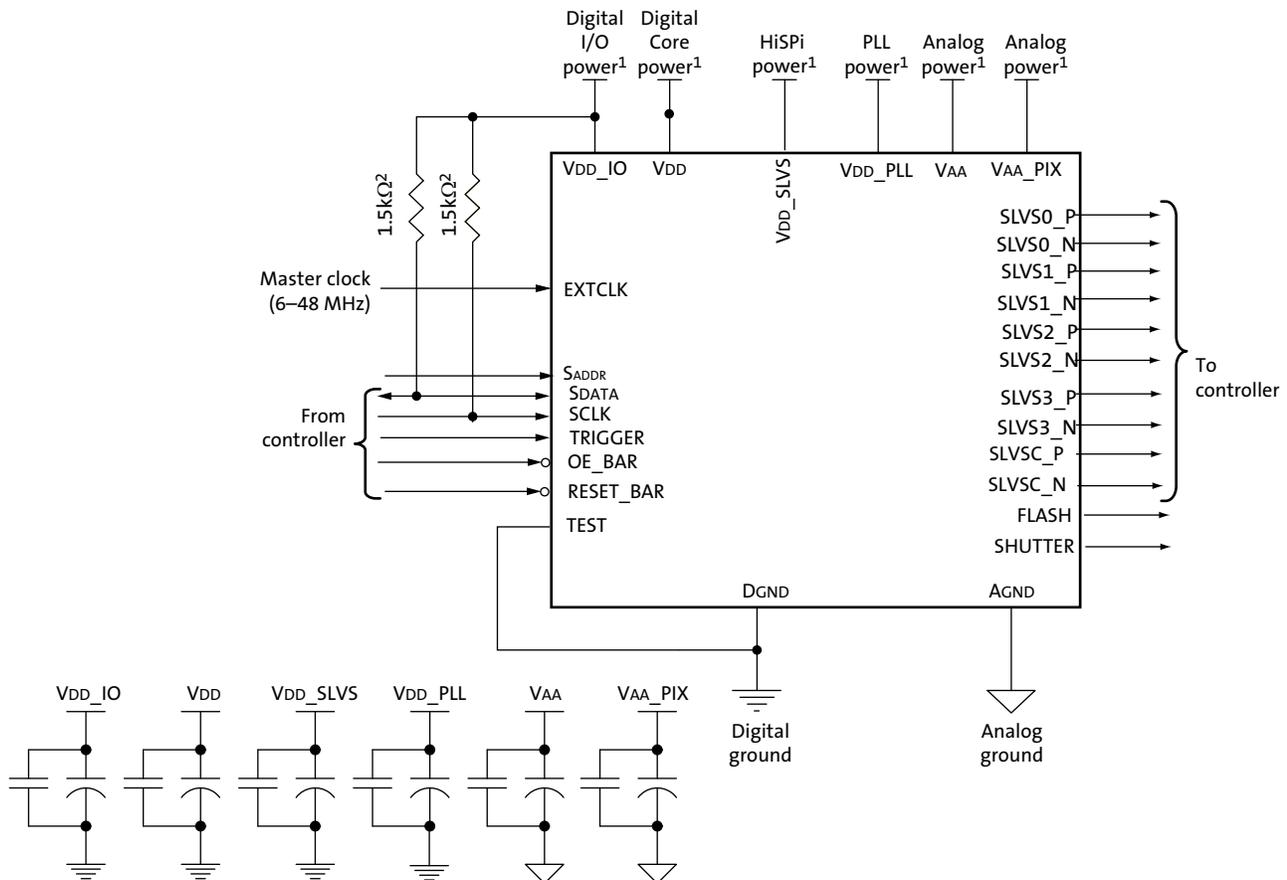 Digital
I/O
power¹
Digital
Core
power¹
HiSPi
power¹
PLL
power¹
Analog
power¹
Analog
power¹
VDD_IO
VDD
VDD_SLVS
VDD_PLL
VAA
VAA_PIX
1.5kΩ²
1.5kΩ²
Master clock
(6–48 MHz)
EXTCLK
From
controller
SADDR
SDATA
SCLK
TRIGGER
OE_BAR
RESET_BAR
TEST
SLVS0_P
SLVS0_N
SLVS1_P
SLVS1_N
SLVS2_P
SLVS2_N
SLVS3_P
SLVS3_N
SLVSC_P
SLVSC_N
To
controller
FLASH
SHUTTER
DGND
AGND
Digital
ground
Analog
ground
VDD_IO
VDD
VDD_SLVS
VDD_PLL
VAA
VAA_PIX